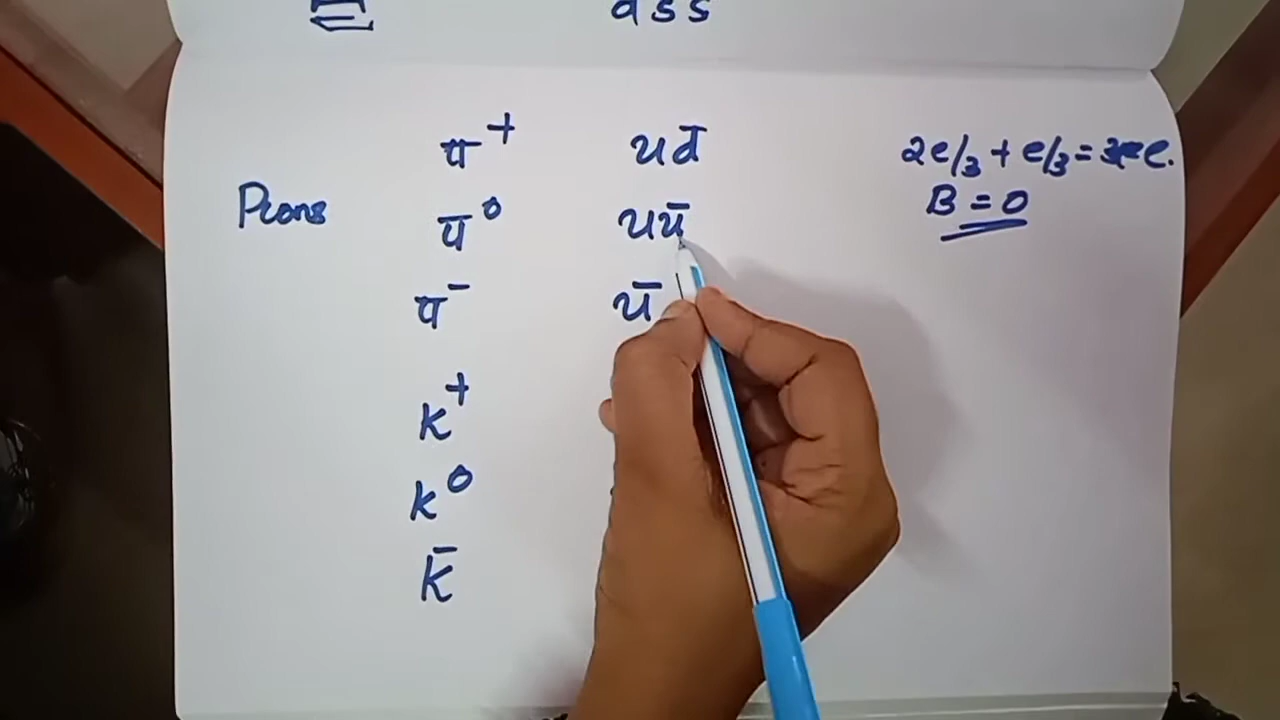 dss
π⁺ ud̄ 2e/3 + e/3 = e.
B = 0
Pions π⁰ uū
π⁻ ū
k⁺
k⁰
k̄